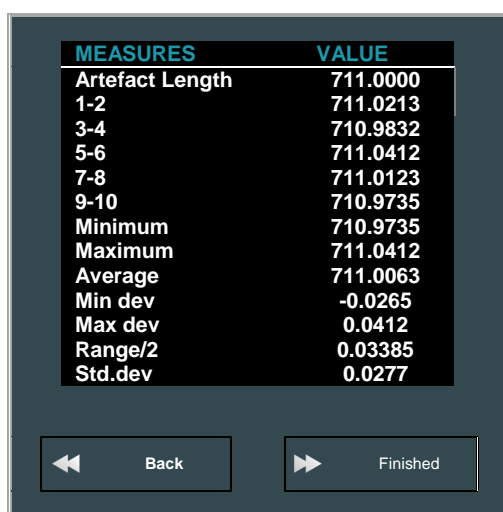 MEASURES VALUE
Artefact Length 711.0000
1-2 711.0213
3-4 710.9832
5-6 711.0412
7-8 711.0123
9-10 710.9735
Minimum 710.9735
Maximum 711.0412
Average 711.0063
Min dev -0.0265
Max dev 0.0412
Range/2 0.03385
Std.dev 0.0277
Back Finished